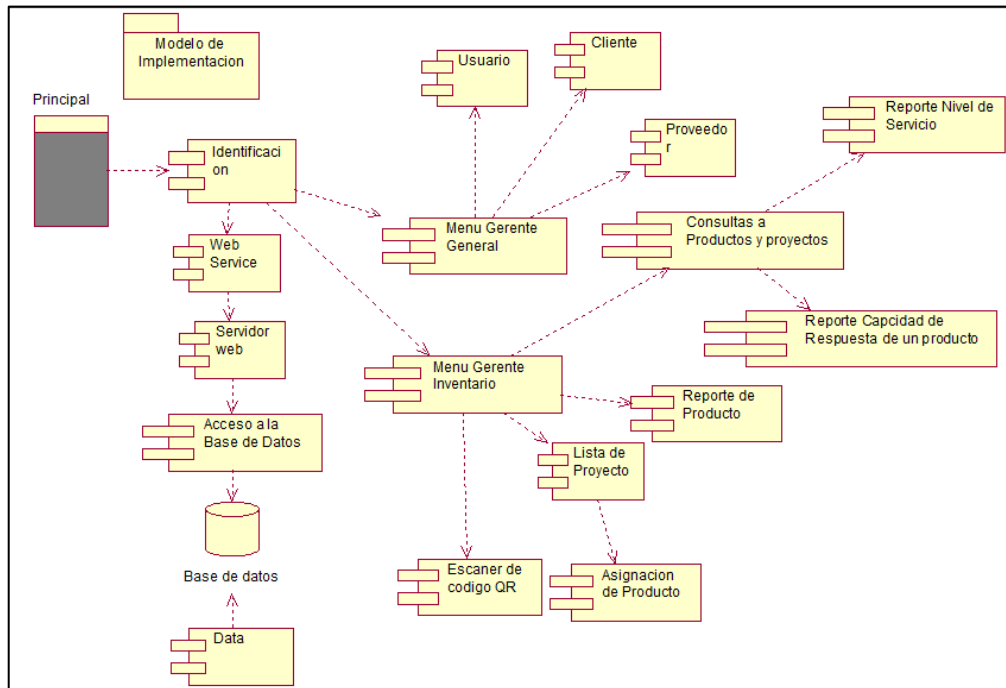 Modelo de
Implementacion
Principal
Usuario
Cliente
Proveedo
r
Reporte Nivel de
Servicio
Identificaci
on
Menu Gerente
General
Consultas a
Productos y proyectos
Web
Service
Servidor
web
Reporte Capcidad de
Respuesta de un producto
Menu Gerente
Inventario
Reporte de
Producto
Acceso a la
Base de Datos
Lista de
Proyecto
Base de datos
Escaner de
codigo QR
Asignacion
de Producto
Data